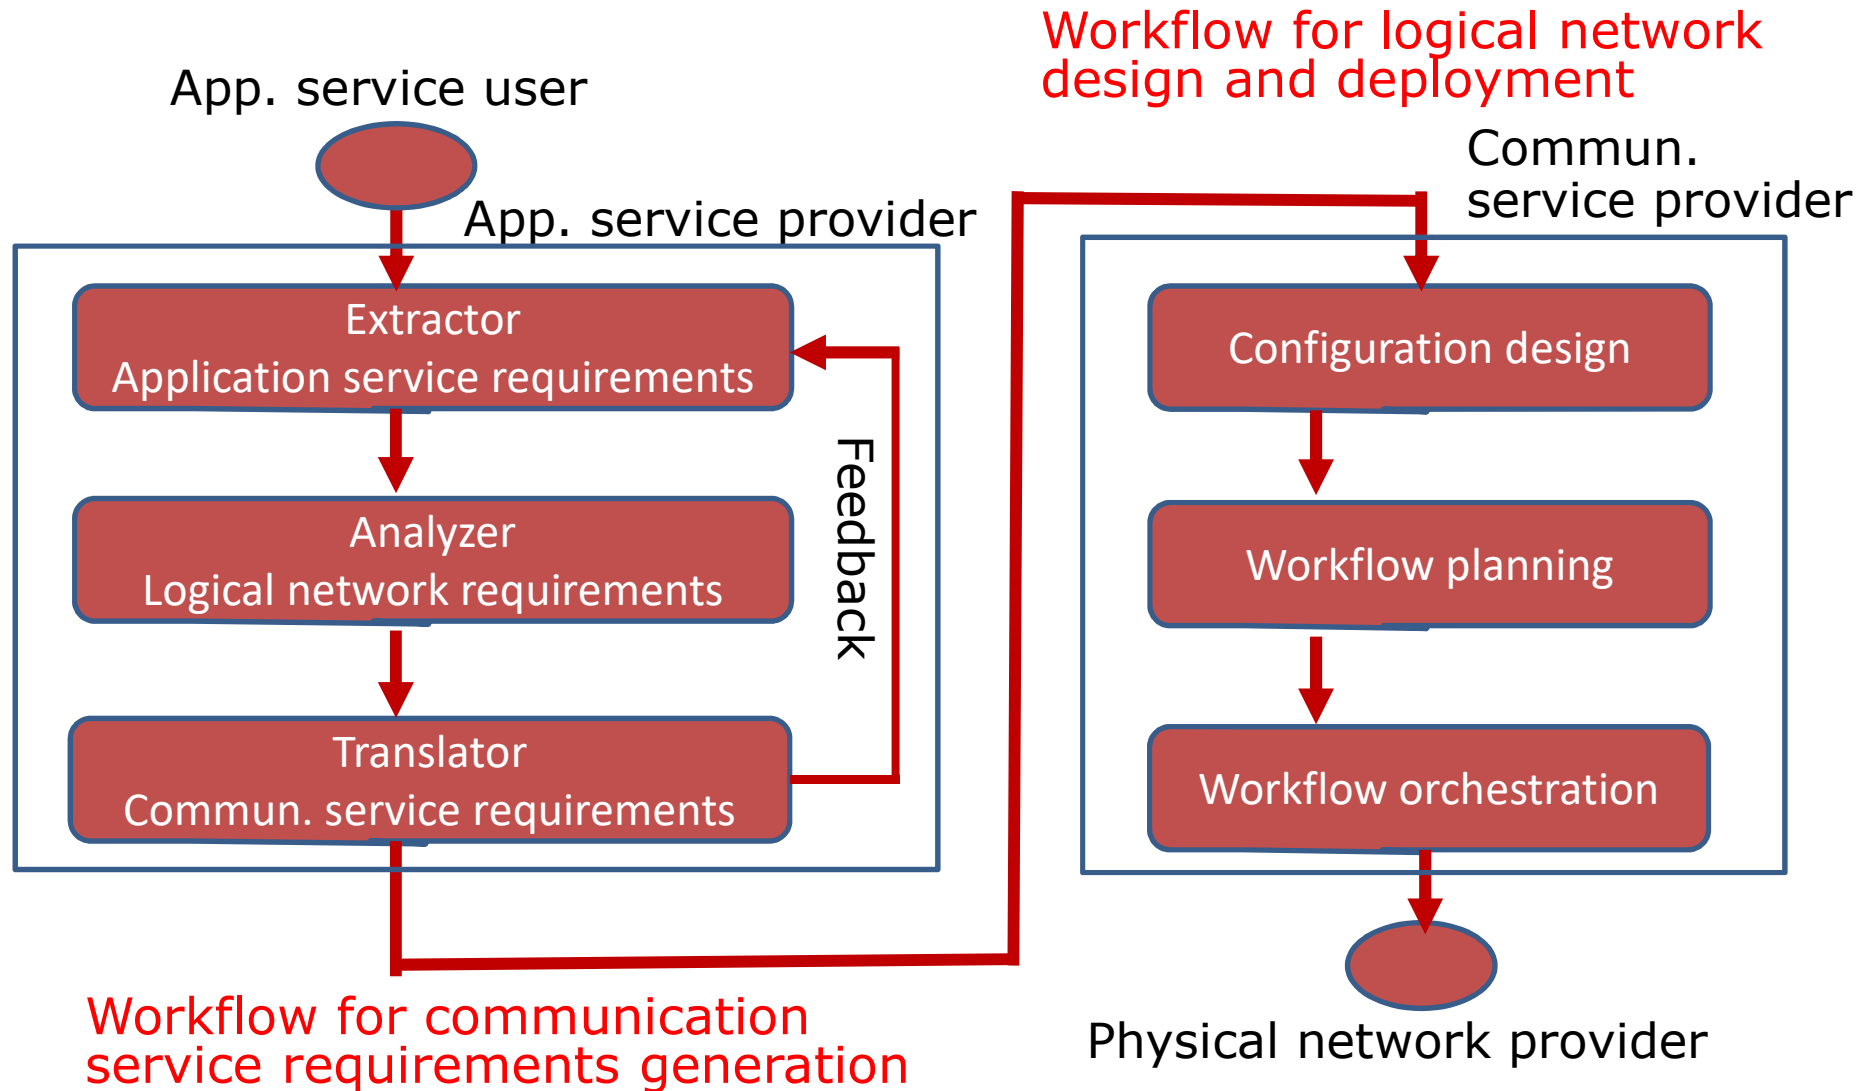 App. service user
App. service provider
Extractor
Application service requirements
Analyzer
Logical network requirements
Translator
Commun. service requirements
Feedback
Workflow for communication
service requirements generation
Workflow for logical network
design and deployment
Commun.
service provider
Configuration design
Workflow planning
Workflow orchestration
Physical network provider